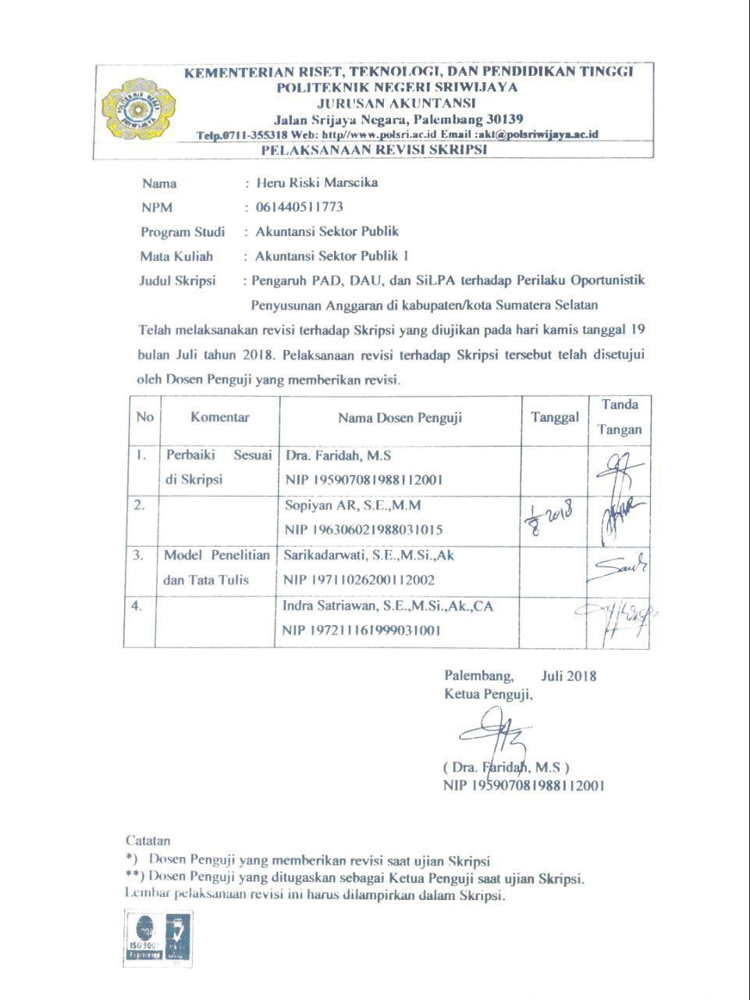 KEMENTERIAN RISET, TEKNOLOGI, DAN PENDIDIKAN TINGGI
POLITEKNIK NEGERI SRIWIJAYA
JURUSAN AKUNTANSI
Jalan Srijaya Negara, Palembang 30139
Telp.0711-355318 Web: http//www.polsri.ac.id Email :akt@polsriwijaya.ac.id
PELAKSANAAN REVISI SKRIPSI
POLITEKNIK NEGERI
SRIWIJAYA
Nama : Heru Riski Marscika
NPM : 061440511773
Program Studi : Akuntansi Sektor Publik
Mata Kuliah : Akuntansi Sektor Publik 1
Judul Skripsi : Pengaruh PAD, DAU, dan SiLPA terhadap Perilaku Oportunistik
Penyusunan Anggaran di kabupaten/kota Sumatera Selatan
Telah melaksanakan revisi terhadap Skripsi yang diujikan pada hari kamis tanggal 19
bulan Juli tahun 2018. Pelaksanaan revisi terhadap Skripsi tersebut telah disetujui
oleh Dosen Penguji yang memberikan revisi.
No Komentar Nama Dosen Penguji Tanggal Tanda
Tangan
1. Perbaiki Sesuai Dra. Faridah, M.S
di Skripsi NIP 195907081988112001
2. Sopiyan AR, S.E.,M.M 1/8 2018
NIP 196306021988031015
3. Model Penelitian Sarikadarwati, S.E.,M.Si.,Ak
dan Tata Tulis NIP 19711026200112002
4. Indra Satriawan, S.E.,M.Si.,Ak.,CA
NIP 197211161999031001
Palembang, Juli 2018
Ketua Penguji,
( Dra. Faridah, M.S )
NIP 195907081988112001
Catatan
*) Dosen Penguji yang memberikan revisi saat ujian Skripsi
**) Dosen Penguji yang ditugaskan sebagai Ketua Penguji saat ujian Skripsi.
Lembar pelaksanaan revisi ini harus dilampirkan dalam Skripsi.
ISO 9001
Registered